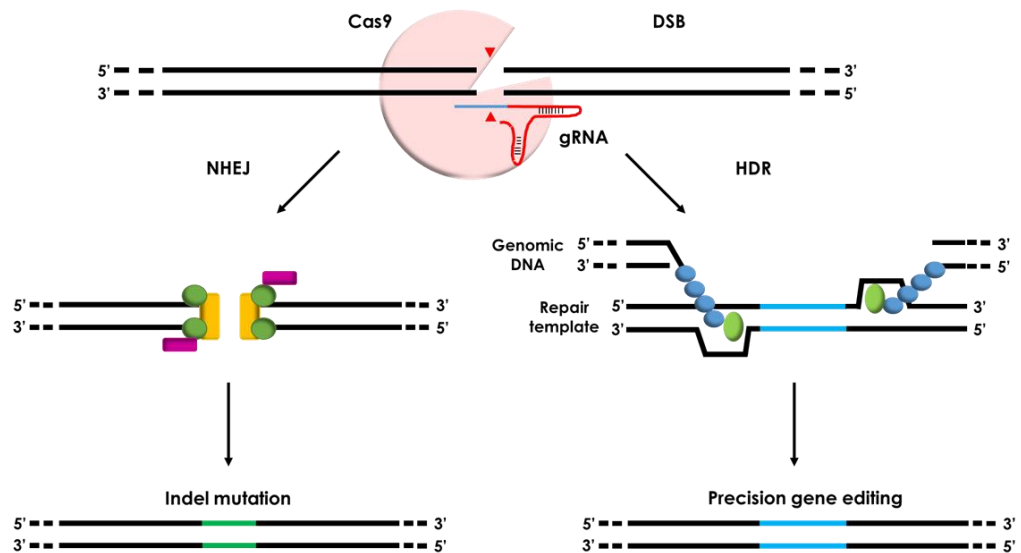 Cas9 DSB
5’ 3’
3’ 5’
gRNA
NHEJ HDR
Genomic 5’ 3’
DNA 3’ 5’
5’ 3’ Repair 5’ 3’
3’ 5’ template 3’ 5’
Indel mutation Precision gene editing
5’ 3’ 5’ 3’
3’ 5’ 3’ 5’